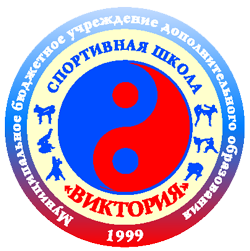 Муниципальное бюджетное учреждение дополнительного образования
СПОРТИВНАЯ ШКОЛА
«ВИКТОРИЯ»
1999